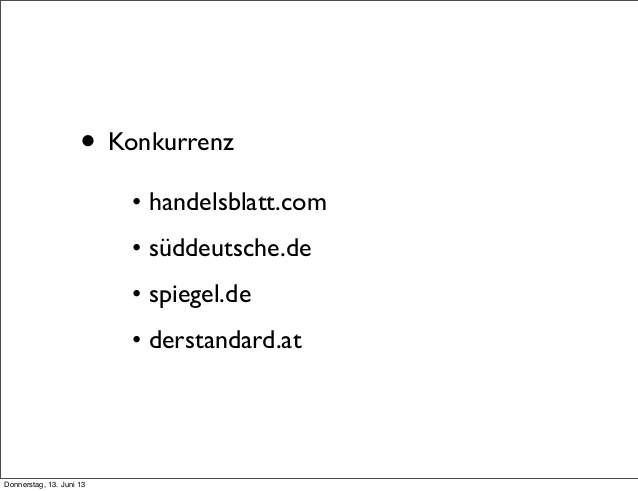 • Konkurrenz
• handelsblatt.com
• süddeutsche.de
• spiegel.de
• derstandard.at
Donnerstag, 13. Juni 13